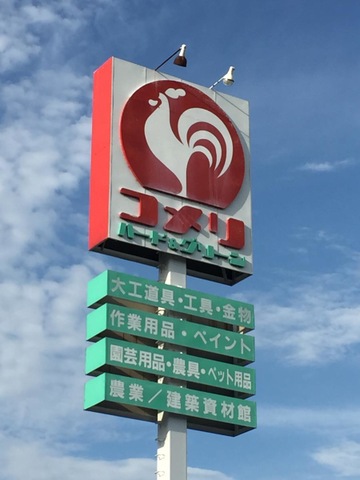 コメリ
ハード&グリーン
大工道具・工具・金物
作業用品・ペイント
園芸用品・農具・ペット用品
農業/建築資材館